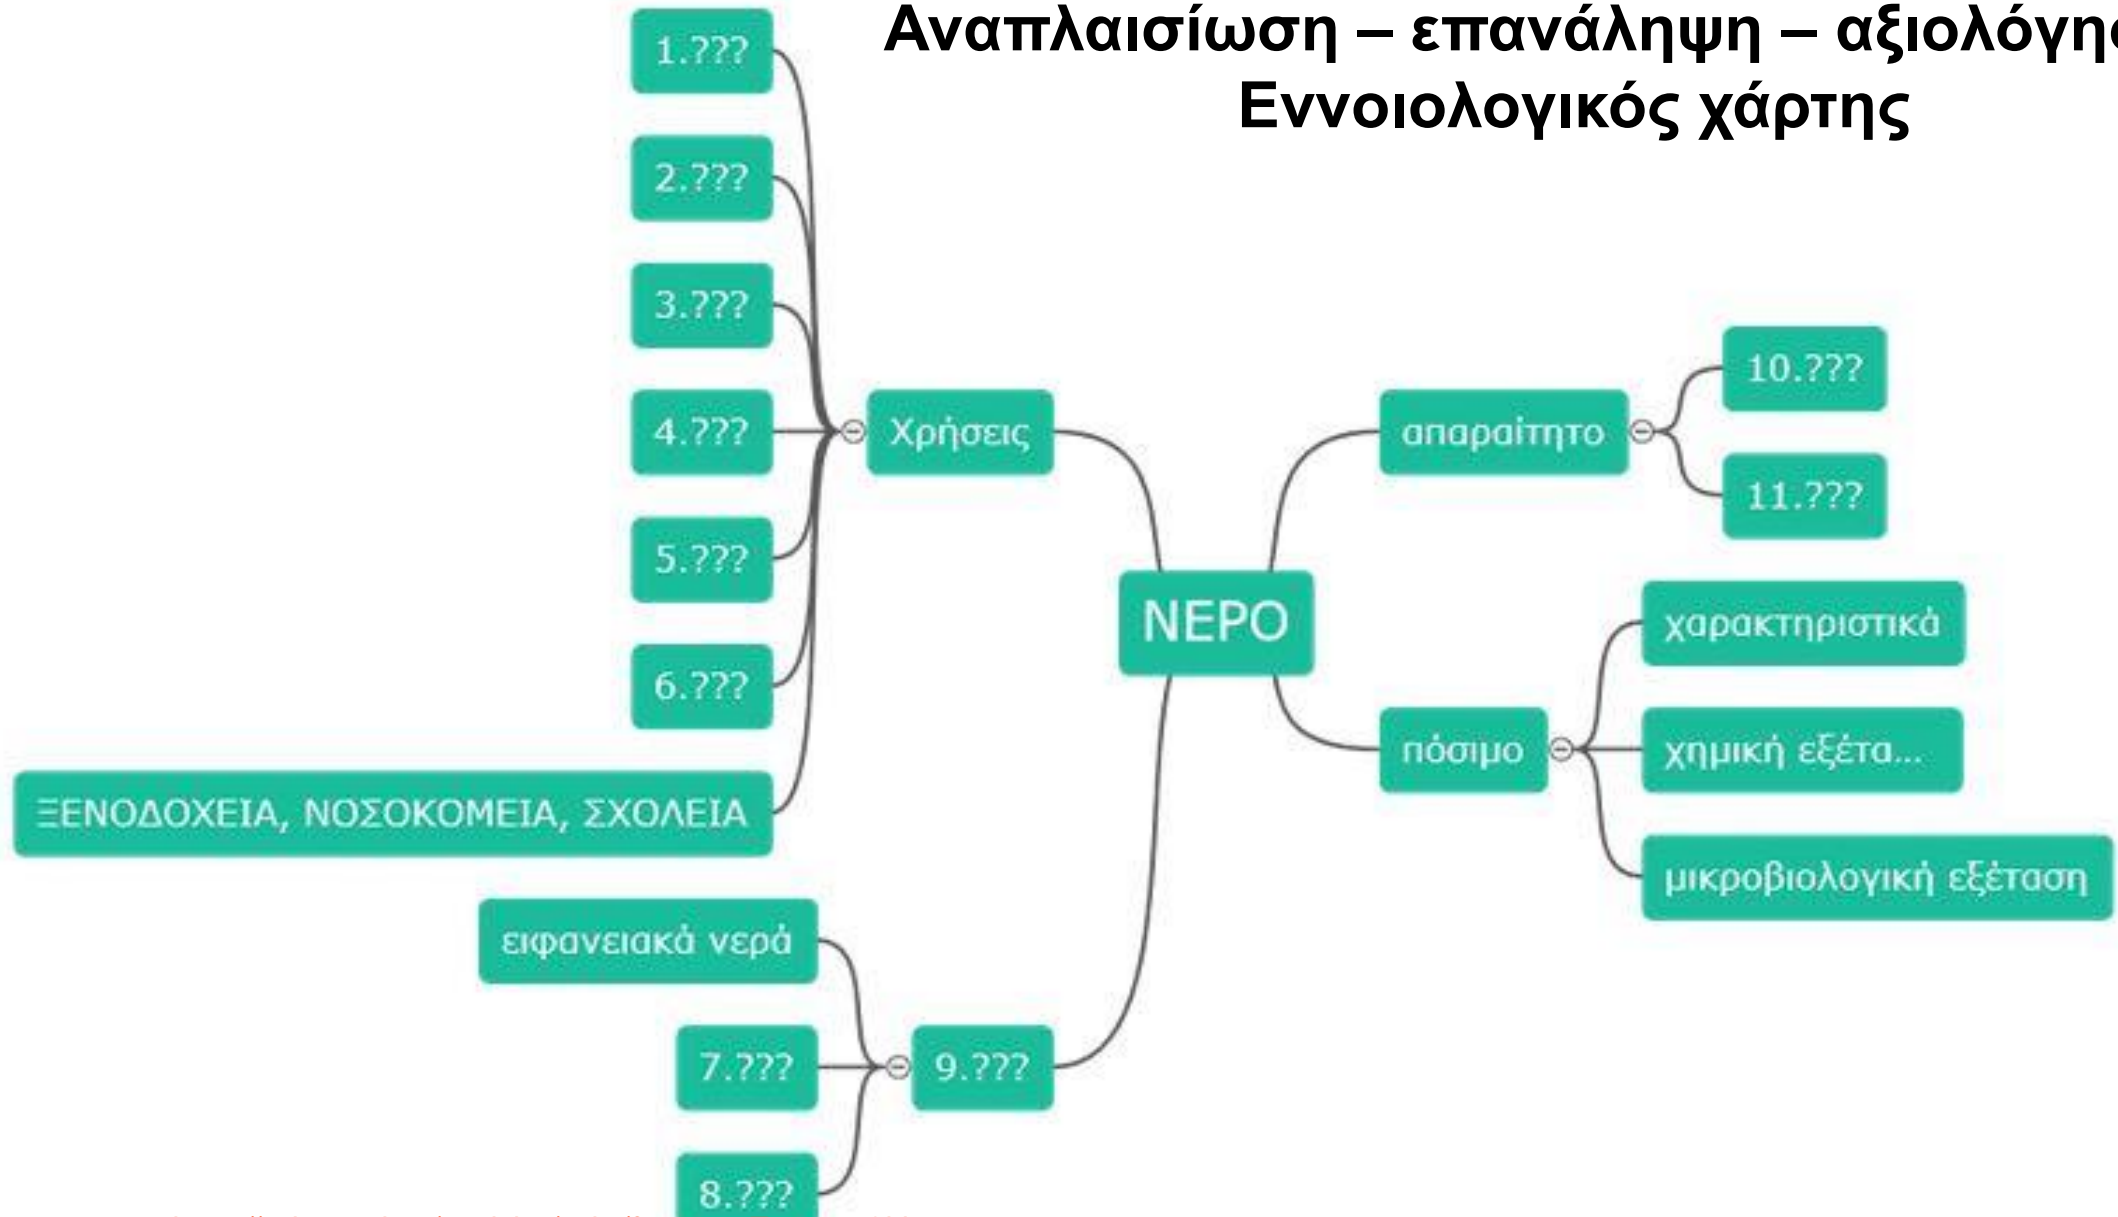 Αναπλαισίωση – επανάληψη – αξιολόγησ
Εννοιολογικός χάρτης
1.???
2.???
3.???
4.???
5.???
6.???
ΞΕΝΟΔΟΧΕΙΑ, ΝΟΣΟΚΟΜΕΙΑ, ΣΧΟΛΕΙΑ
Χρήσεις
ειφανειακά νερά
7.???
8.???
9.???
ΝΕΡΟ
απαραίτητο
10.???
11.???
πόσιμο
χαρακτηριστικά
χημική εξέτα...
μικροβιολογική εξέταση